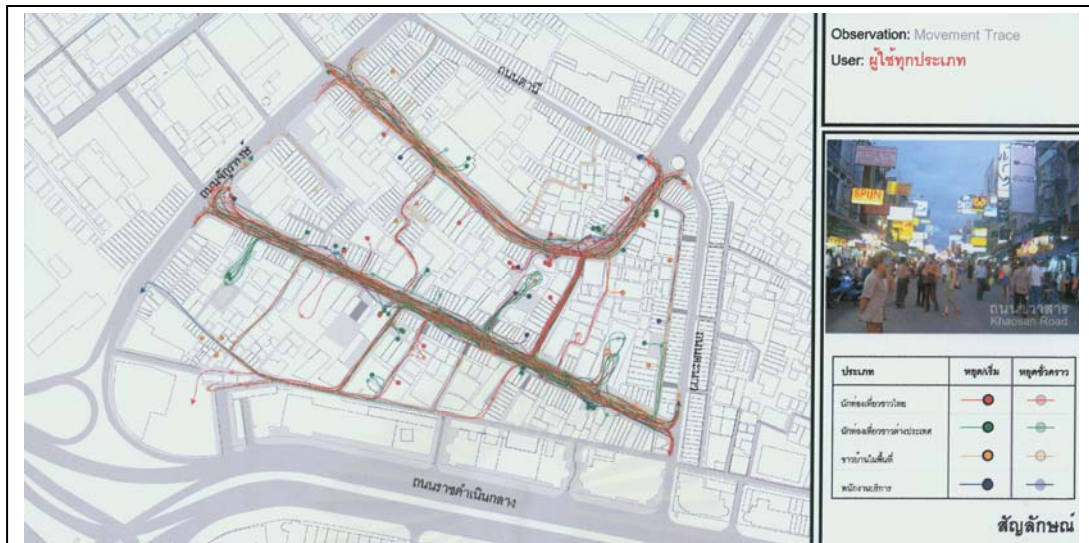 ถนนตานี
ถนนตะนาว
ถนนราชดำเนินกลาง
Observation: Movement Trace
User: ผู้ใช้ทุกประเภท
SPUN
ถนนข้าวสาร
Khaosan Road
ประเภท หยุด/เริ่ม หยุดชั่วคราว
นักท่องเที่ยวชาวไทย
นักท่องเที่ยวชาวต่างประเทศ
ชาวบ้านในพื้นที่
พนักงานบริการ
สัญลักษณ์